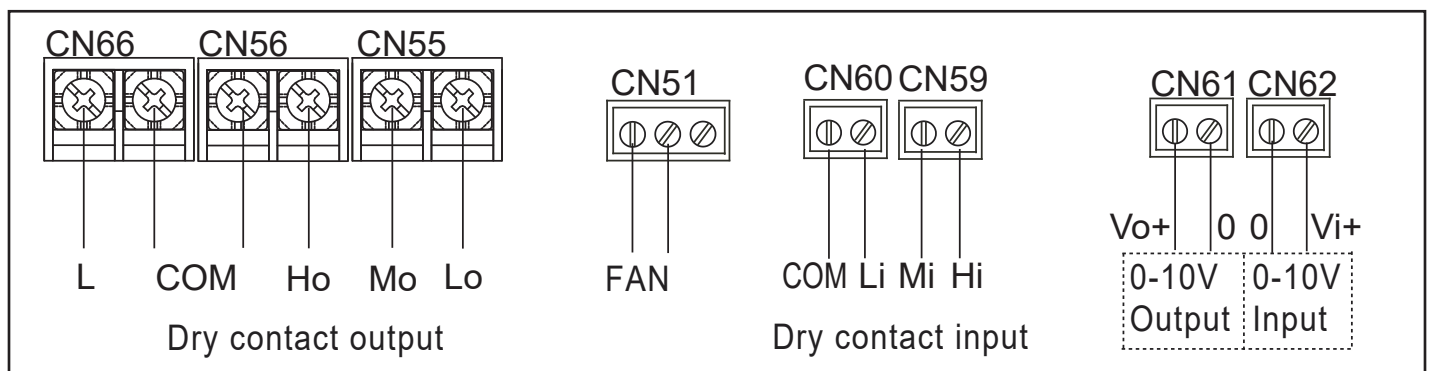 CN66 CN56 CN55
CN51
CN60 CN59
CN61 CN62
Vo+ 0 0 Vi+
L COM Ho Mo Lo
FAN
COM Li Mi Hi
0-10V 0-10V
Output Input
Dry contact output
Dry contact input